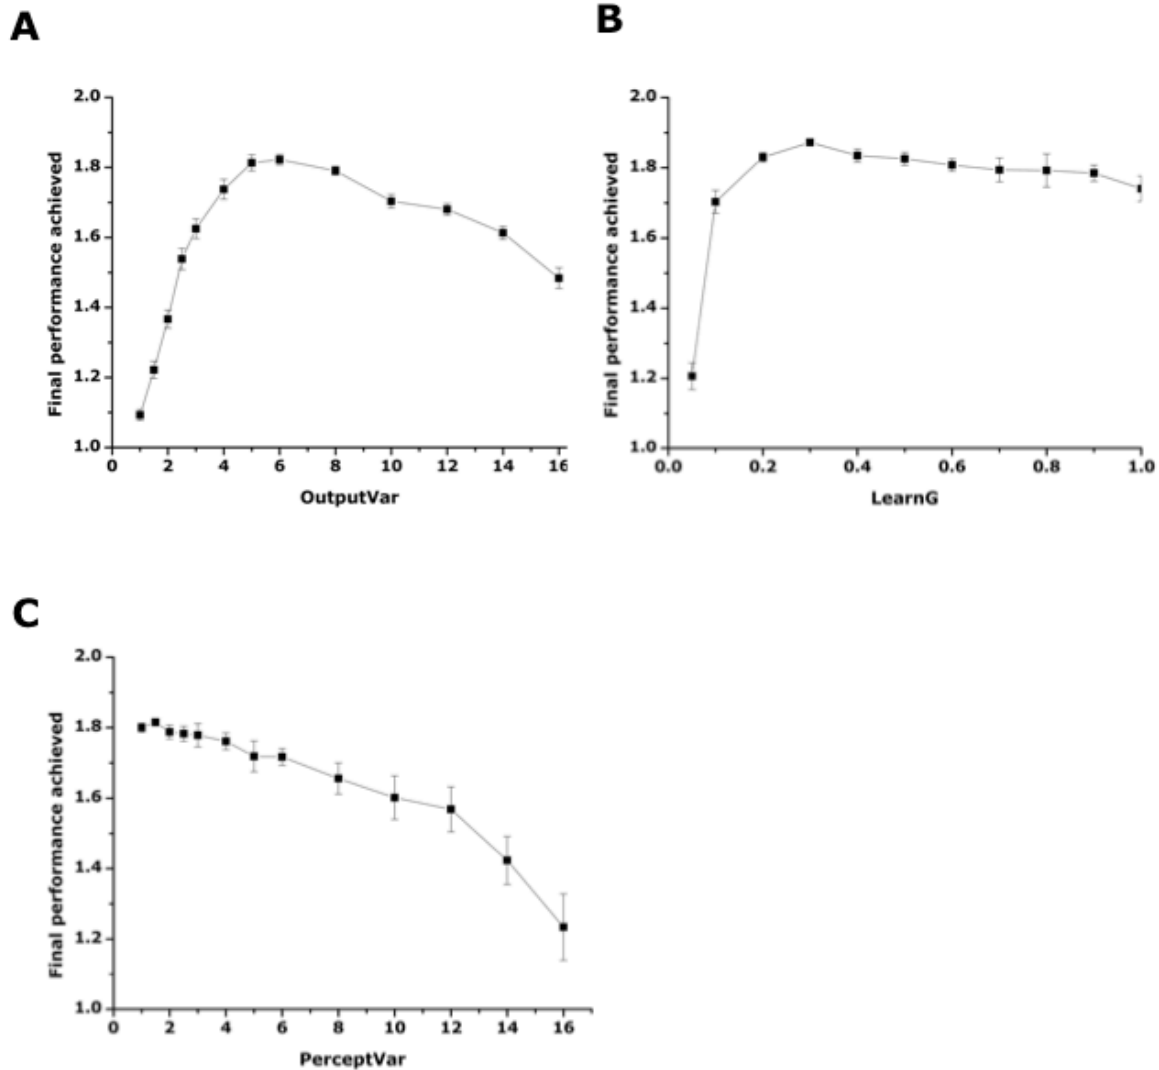 A
2.0
1.8
1.6
1.4
1.2
1.0
Final performance achieved
0 2 4 6 8 10 12 14 16
OutputVar
B
2.0
1.8
1.6
1.4
1.2
1.0
Final performance achieved
0.0 0.2 0.4 0.6 0.8 1.0
LearnG
C
2.0
1.8
1.6
1.4
1.2
1.0
Final performance achieved
0 2 4 6 8 10 12 14 16
PerceptVar